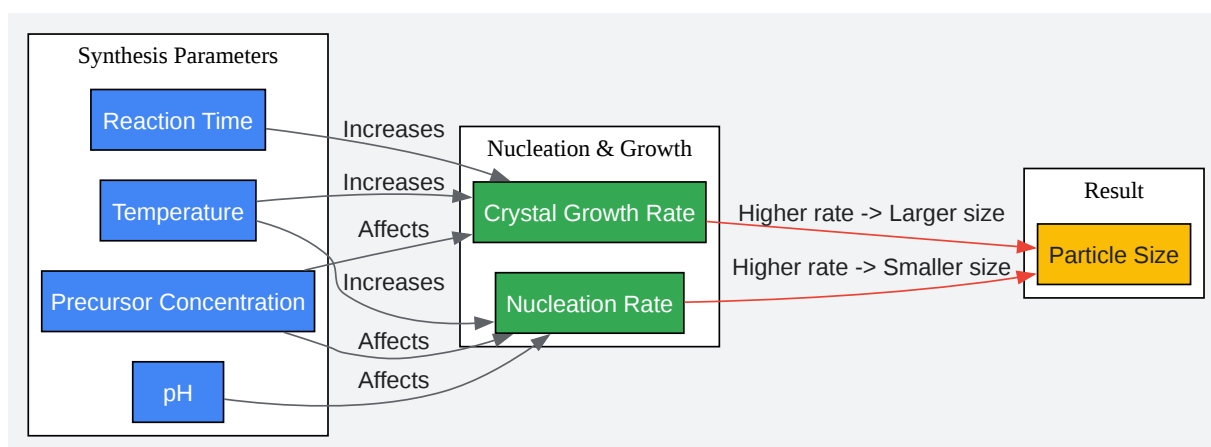 Synthesis Parameters
Reaction Time
Temperature
Precursor Concentration
pH
Increases
Increases
Affects
Increases
Affects
Affects
Nucleation & Growth
Crystal Growth Rate
Nucleation Rate
Higher rate -> Larger size
Higher rate -> Smaller size
Result
Particle Size